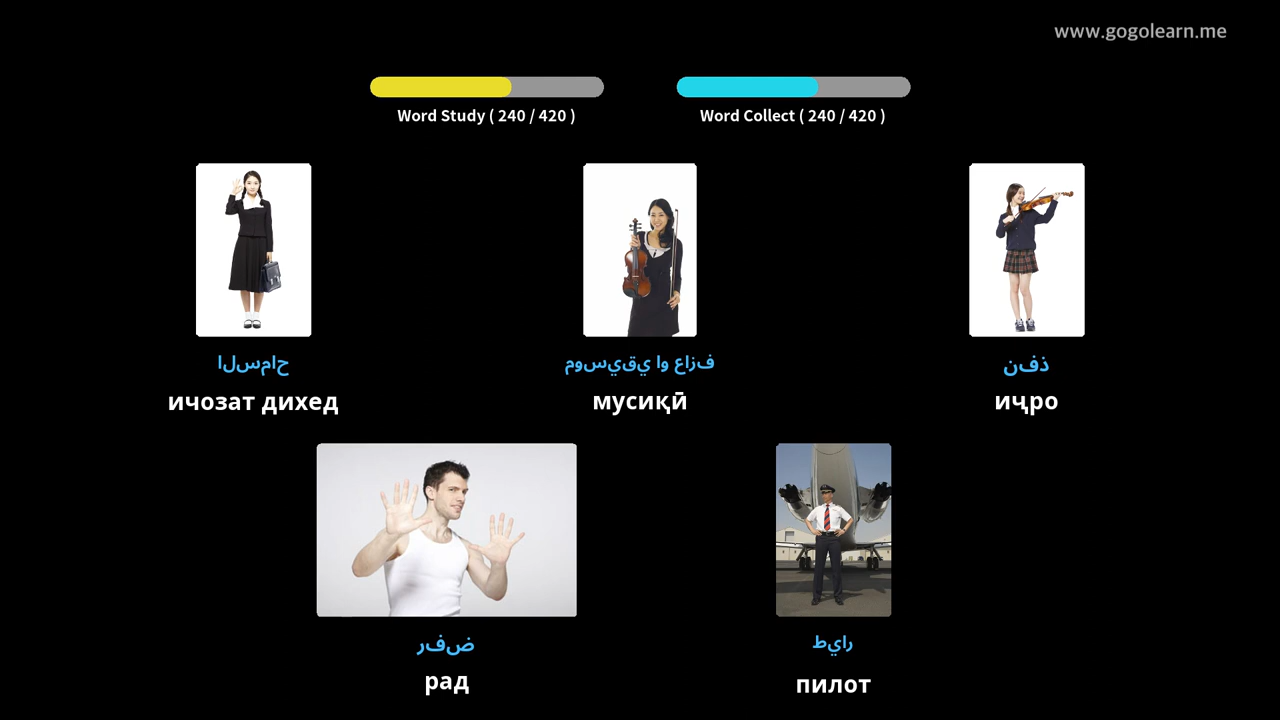 www.gogolearn.me
Word Study ( 240 / 420 )
Word Collect ( 240 / 420 )
السماح
ичозат дихед
موسيقي او عازف
мусиқӣ
نفذ
иҷро
رفض
рад
طيار
пилот